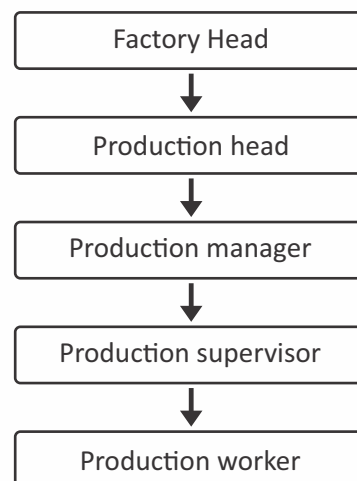 Factory Head
Production head
Production manager
Production supervisor
Production worker